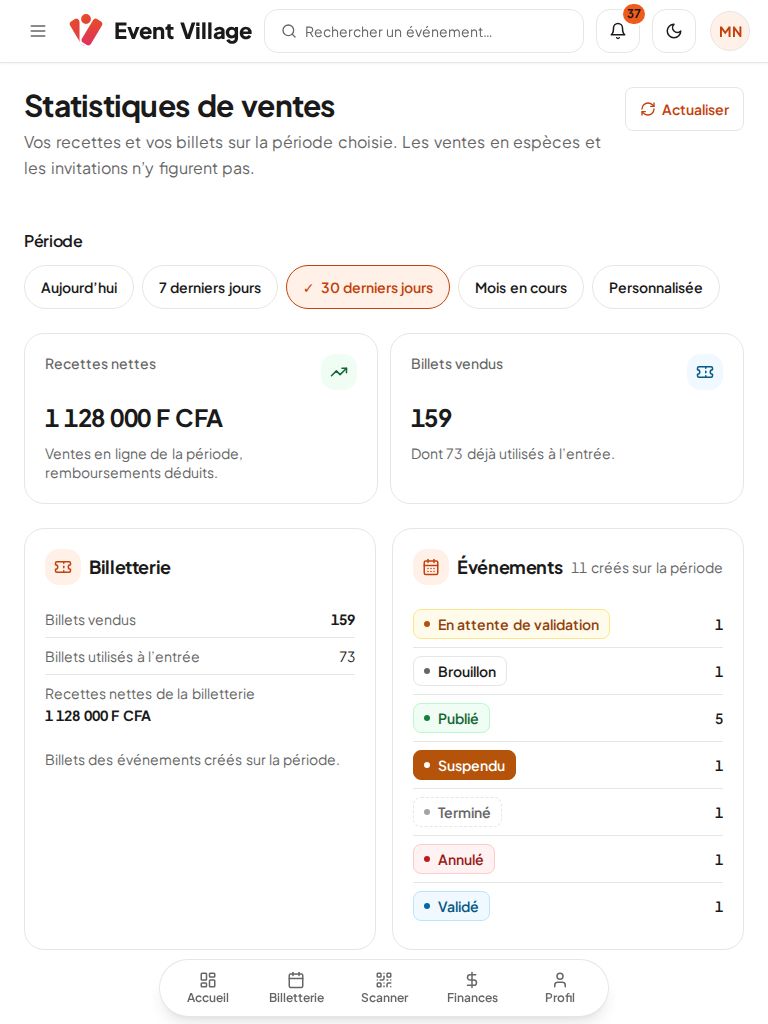 Event Village
Rechercher un événement…
37
MN
Statistiques de ventes
Actualiser
Vos recettes et vos billets sur la période choisie. Les ventes en espèces et
les invitations n’y figurent pas.
Période
Aujourd’hui
7 derniers jours
✓ 30 derniers jours
Mois en cours
Personnalisée
Recettes nettes
1 128 000 F CFA
Ventes en ligne de la période,
remboursements déduits.
Billets vendus
159
Dont 73 déjà utilisés à l’entrée.
Billetterie
Billets vendus 159
Billets utilisés à l’entrée 73
Recettes nettes de la billetterie
1 128 000 F CFA
Billets des événements créés sur la période.
Événements 11 créés sur la période
En attente de validation 1
Brouillon 1
Publié 5
Suspendu 1
Terminé 1
Annulé 1
Validé 1
Accueil
Billetterie
Scanner
Finances
Profil